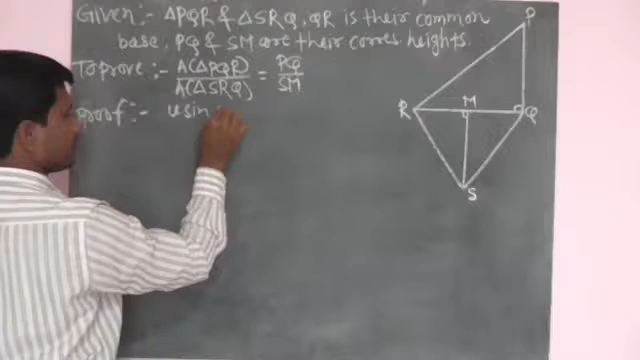 Given:- ΔPQR & ΔSRQ, QR is their common
base, PQ & SM are their corres. heights.
To prove :- A(ΔPQR) / A(ΔSRQ) = PQ / SM
proof:- usin
P
R M Q
S